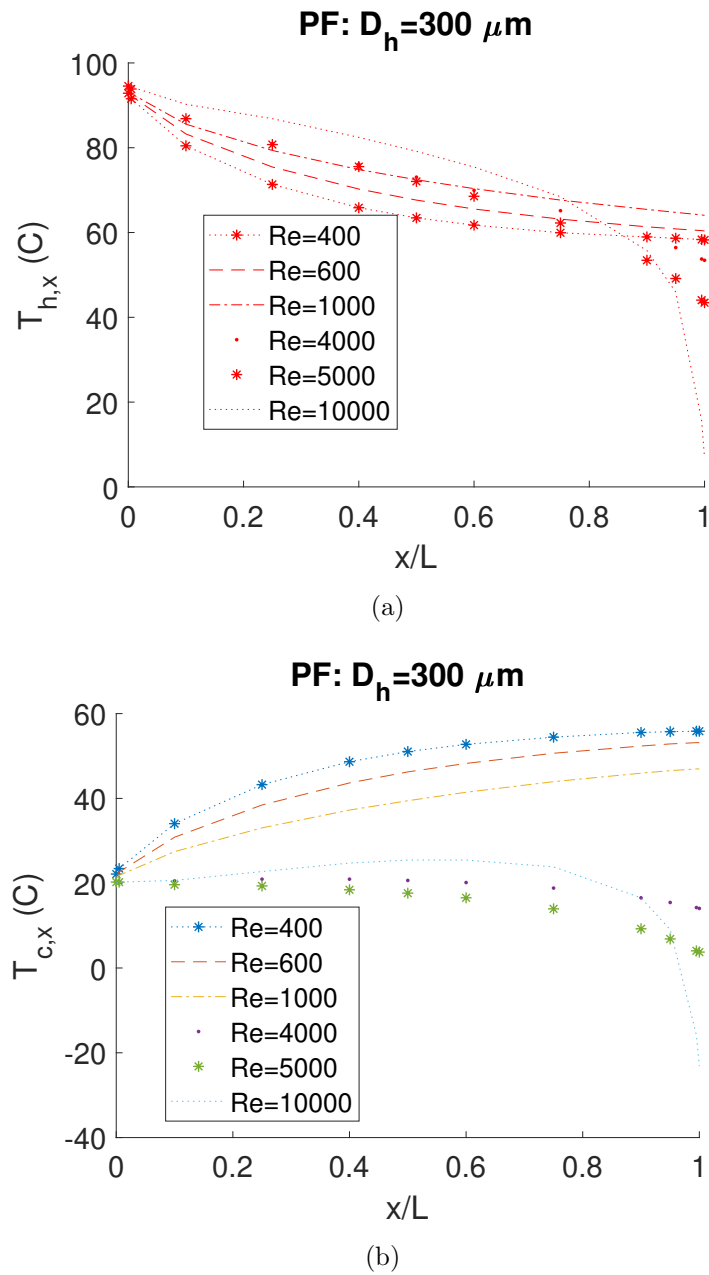 PF: D_h=300 μm
100
80
60
40
20
0
T_h,x (C)
Re=400
Re=600
Re=1000
Re=4000
Re=5000
Re=10000
0 0.2 0.4 0.6 0.8 1
x/L
(a)
PF: D_h=300 μm
60
40
20
0
-20
-40
T_c,x (C)
Re=400
Re=600
Re=1000
Re=4000
Re=5000
Re=10000
0 0.2 0.4 0.6 0.8 1
x/L
(b)